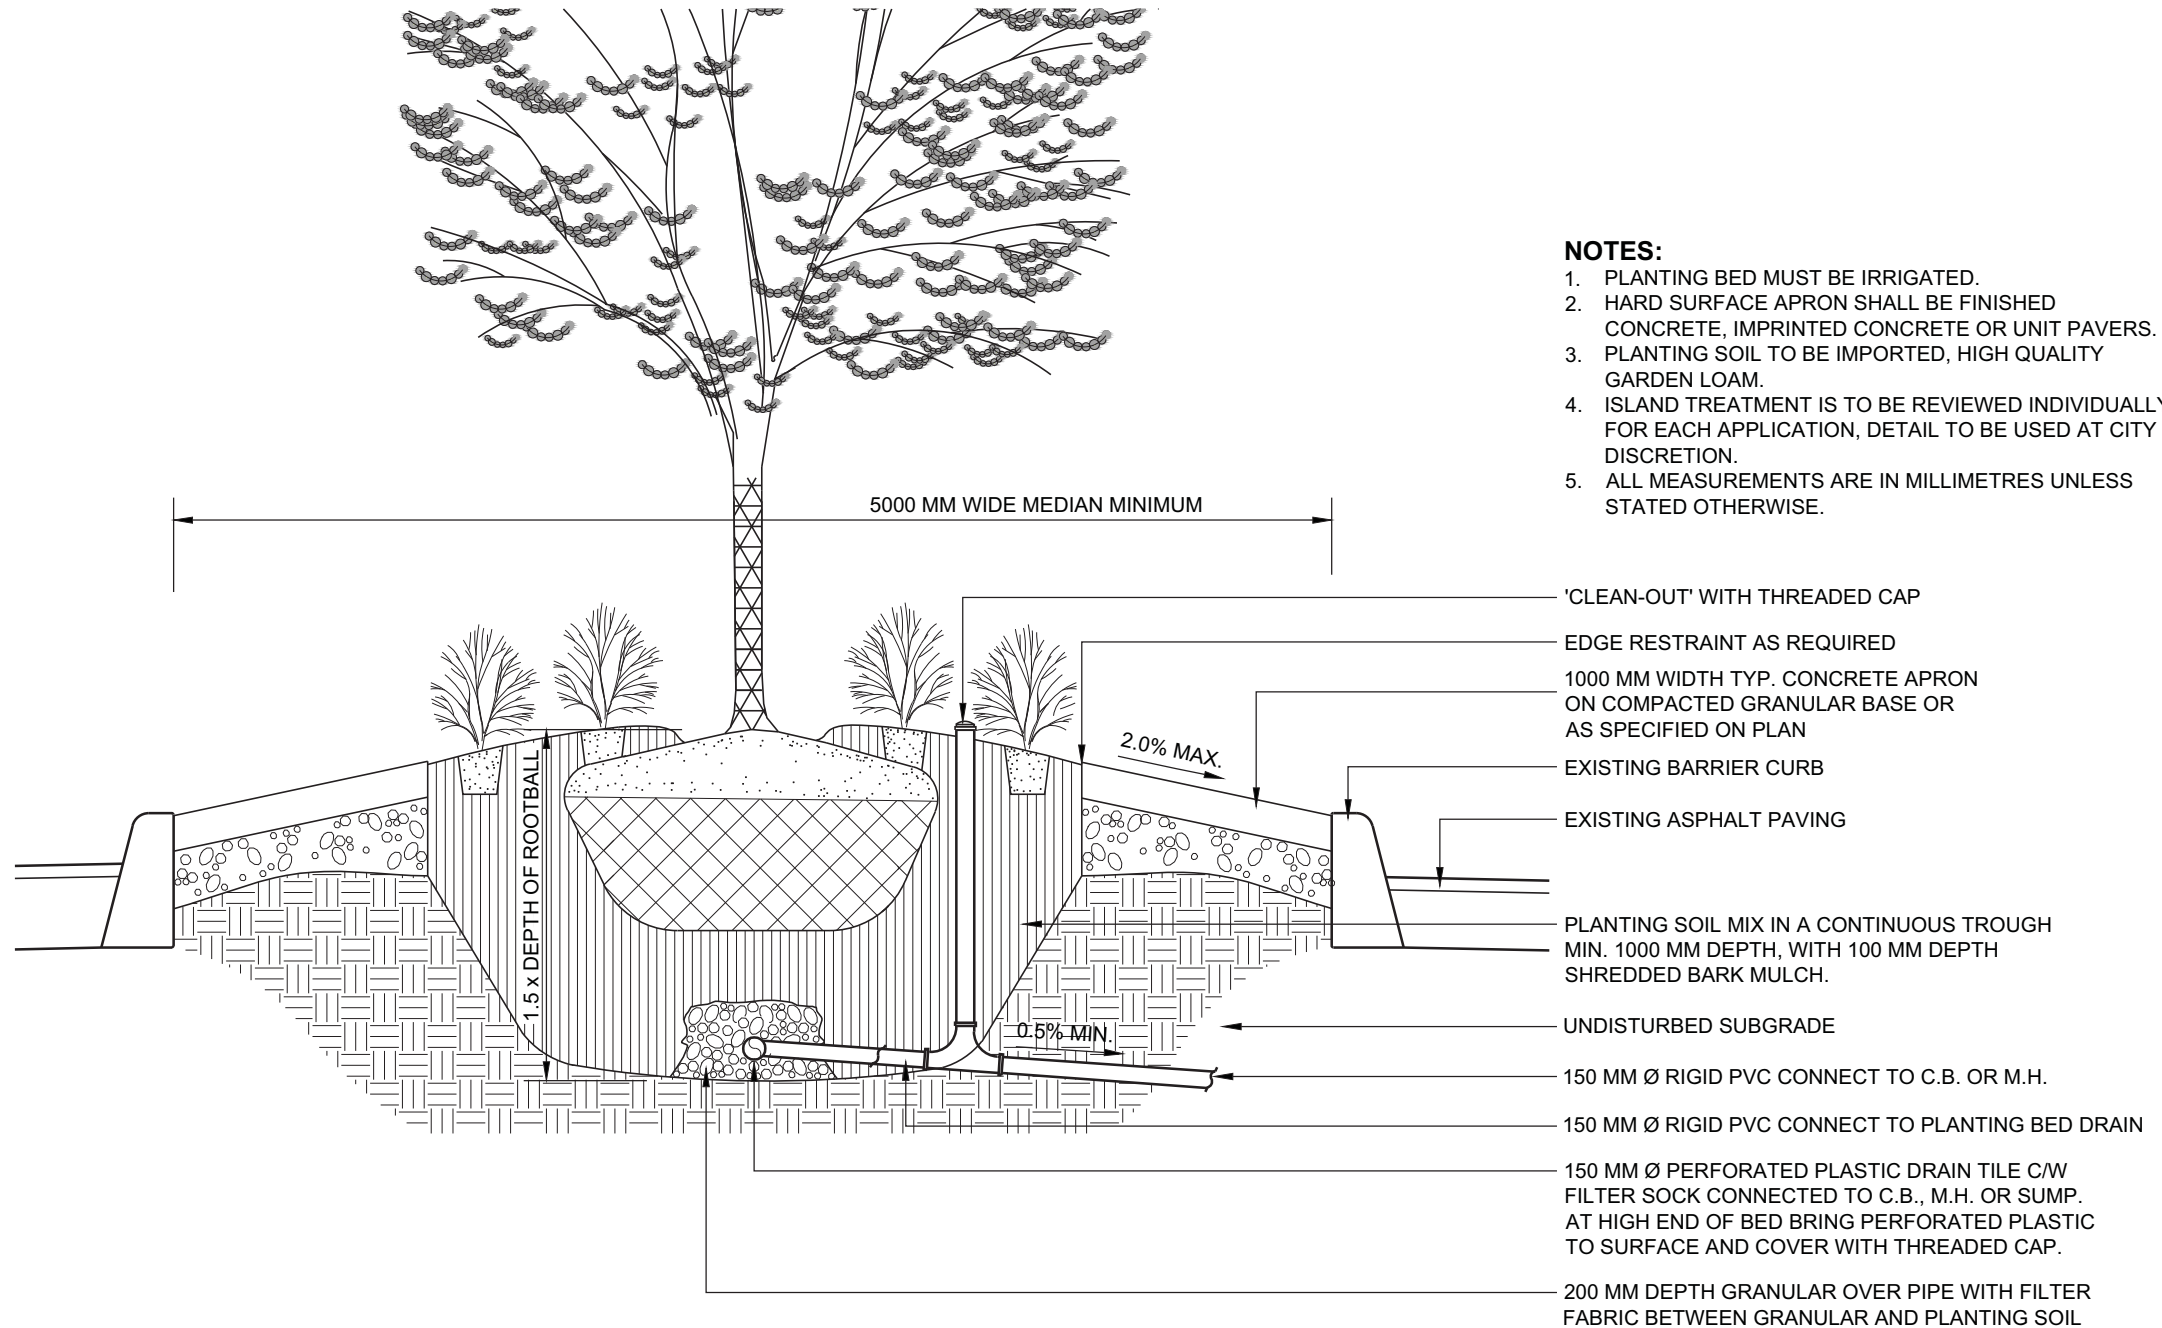 NOTES:
1. PLANTING BED MUST BE IRRIGATED.
2. HARD SURFACE APRON SHALL BE FINISHED
CONCRETE, IMPRINTED CONCRETE OR UNIT PAVERS.
3. PLANTING SOIL TO BE IMPORTED, HIGH QUALITY
GARDEN LOAM.
4. ISLAND TREATMENT IS TO BE REVIEWED INDIVIDUALLY
FOR EACH APPLICATION, DETAIL TO BE USED AT CITY
DISCRETION.
5. ALL MEASUREMENTS ARE IN MILLIMETRES UNLESS
STATED OTHERWISE.
5000 MM WIDE MEDIAN MINIMUM
'CLEAN-OUT' WITH THREADED CAP
EDGE RESTRAINT AS REQUIRED
1000 MM WIDTH TYP. CONCRETE APRON
ON COMPACTED GRANULAR BASE OR
AS SPECIFIED ON PLAN
2.0% MAX.
EXISTING BARRIER CURB
EXISTING ASPHALT PAVING
1.5 x DEPTH OF ROOTBALL
PLANTING SOIL MIX IN A CONTINUOUS TROUGH
MIN. 1000 MM DEPTH, WITH 100 MM DEPTH
SHREDDED BARK MULCH.
UNDISTURBED SUBGRADE
0.5% MIN.
150 MM Ø RIGID PVC CONNECT TO C.B. OR M.H.
150 MM Ø RIGID PVC CONNECT TO PLANTING BED DRAIN
150 MM Ø PERFORATED PLASTIC DRAIN TILE C/W
FILTER SOCK CONNECTED TO C.B., M.H. OR SUMP.
AT HIGH END OF BED BRING PERFORATED PLASTIC
TO SURFACE AND COVER WITH THREADED CAP.
200 MM DEPTH GRANULAR OVER PIPE WITH FILTER
FABRIC BETWEEN GRANULAR AND PLANTING SOIL